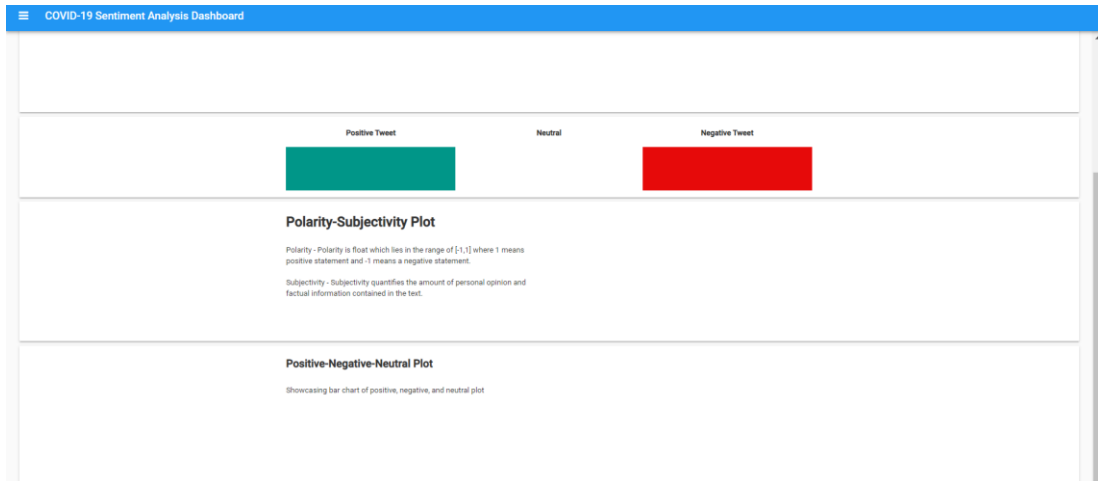 COVID-19 Sentiment Analysis Dashboard
Positive Tweet Neutral Negative Tweet
Polarity-Subjectivity Plot
Polarity - Polarity is float which lies in the range of [-1,1] where 1 means
positive statement and -1 means a negative statement.
Subjectivity - Subjectivity quantifies the amount of personal opinion and
factual information contained in the text.
Positive-Negative-Neutral Plot
Showcasing bar chart of positive, negative, and neutral plot